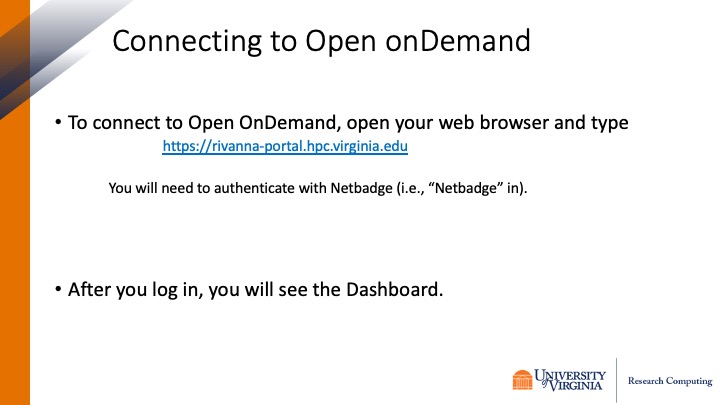 Connecting to Open onDemand
• To connect to Open OnDemand, open your web browser and type
https://rivanna-portal.hpc.virginia.edu
You will need to authenticate with Netbadge (i.e., “Netbadge” in).
• After you log in, you will see the Dashboard.
UNIVERSITY
of VIRGINIA
Research Computing